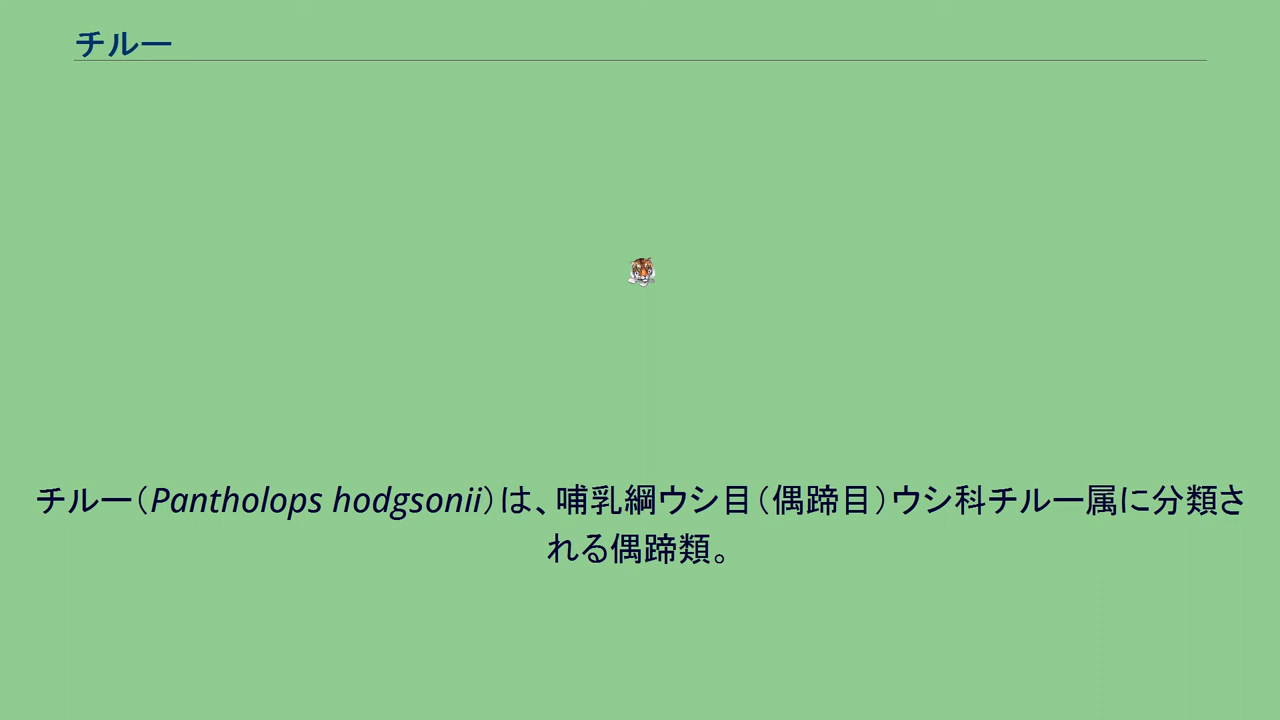 チルー
チルー（Pantholops hodgsonii）は、哺乳綱ウシ目（偶蹄目）ウシ科チルー属に分類さ
れる偶蹄類。